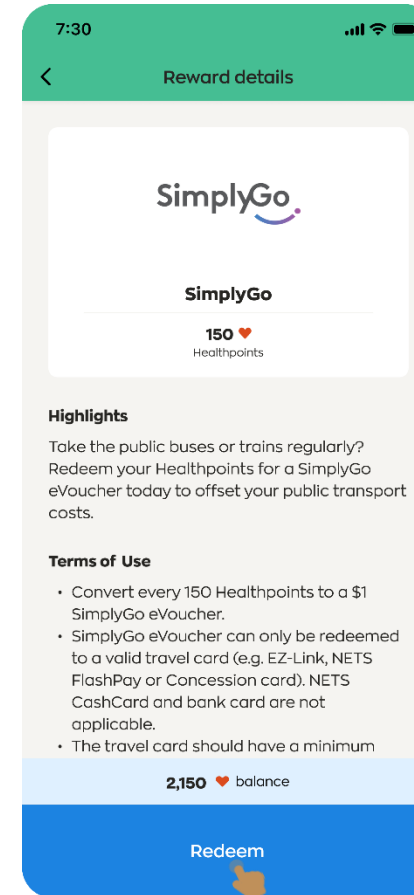 7:30
Reward details
SimplyGo
SimplyGo
150
Healthpoints
Highlights
Take the public buses or trains regularly?
Redeem your Healthpoints for a SimplyGo
eVoucher today to offset your public transport
costs.
Terms of Use
• Convert every 150 Healthpoints to a $1
SimplyGo eVoucher.
• SimplyGo eVoucher can only be redeemed
to a valid travel card (e.g. EZ-Link, NETS
FlashPay or Concession card). NETS
CashCard and bank card are not
applicable.
• The travel card should have a minimum
2,150 balance
Redeem